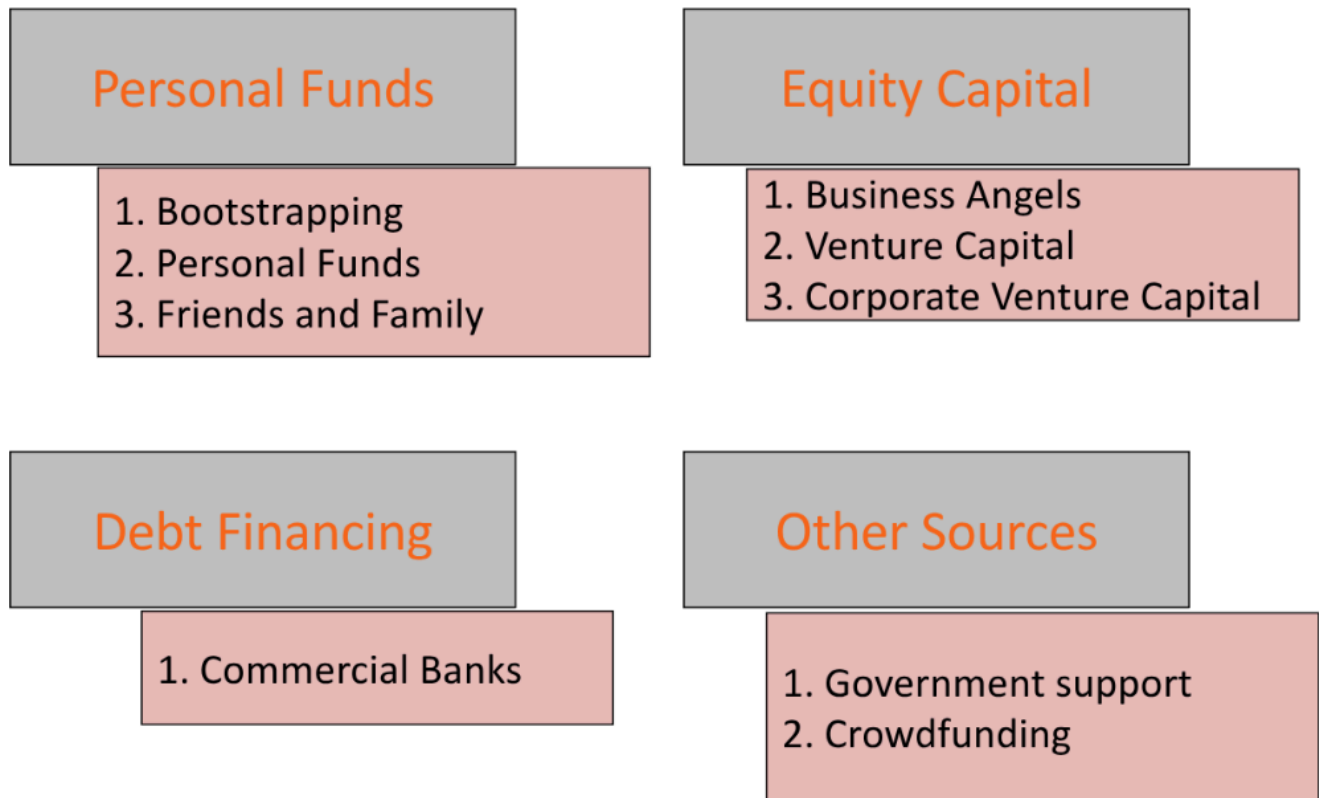 Personal Funds
1. Bootstrapping
2. Personal Funds
3. Friends and Family
Equity Capital
1. Business Angels
2. Venture Capital
3. Corporate Venture Capital
Debt Financing
1. Commercial Banks
Other Sources
1. Government support
2. Crowdfunding